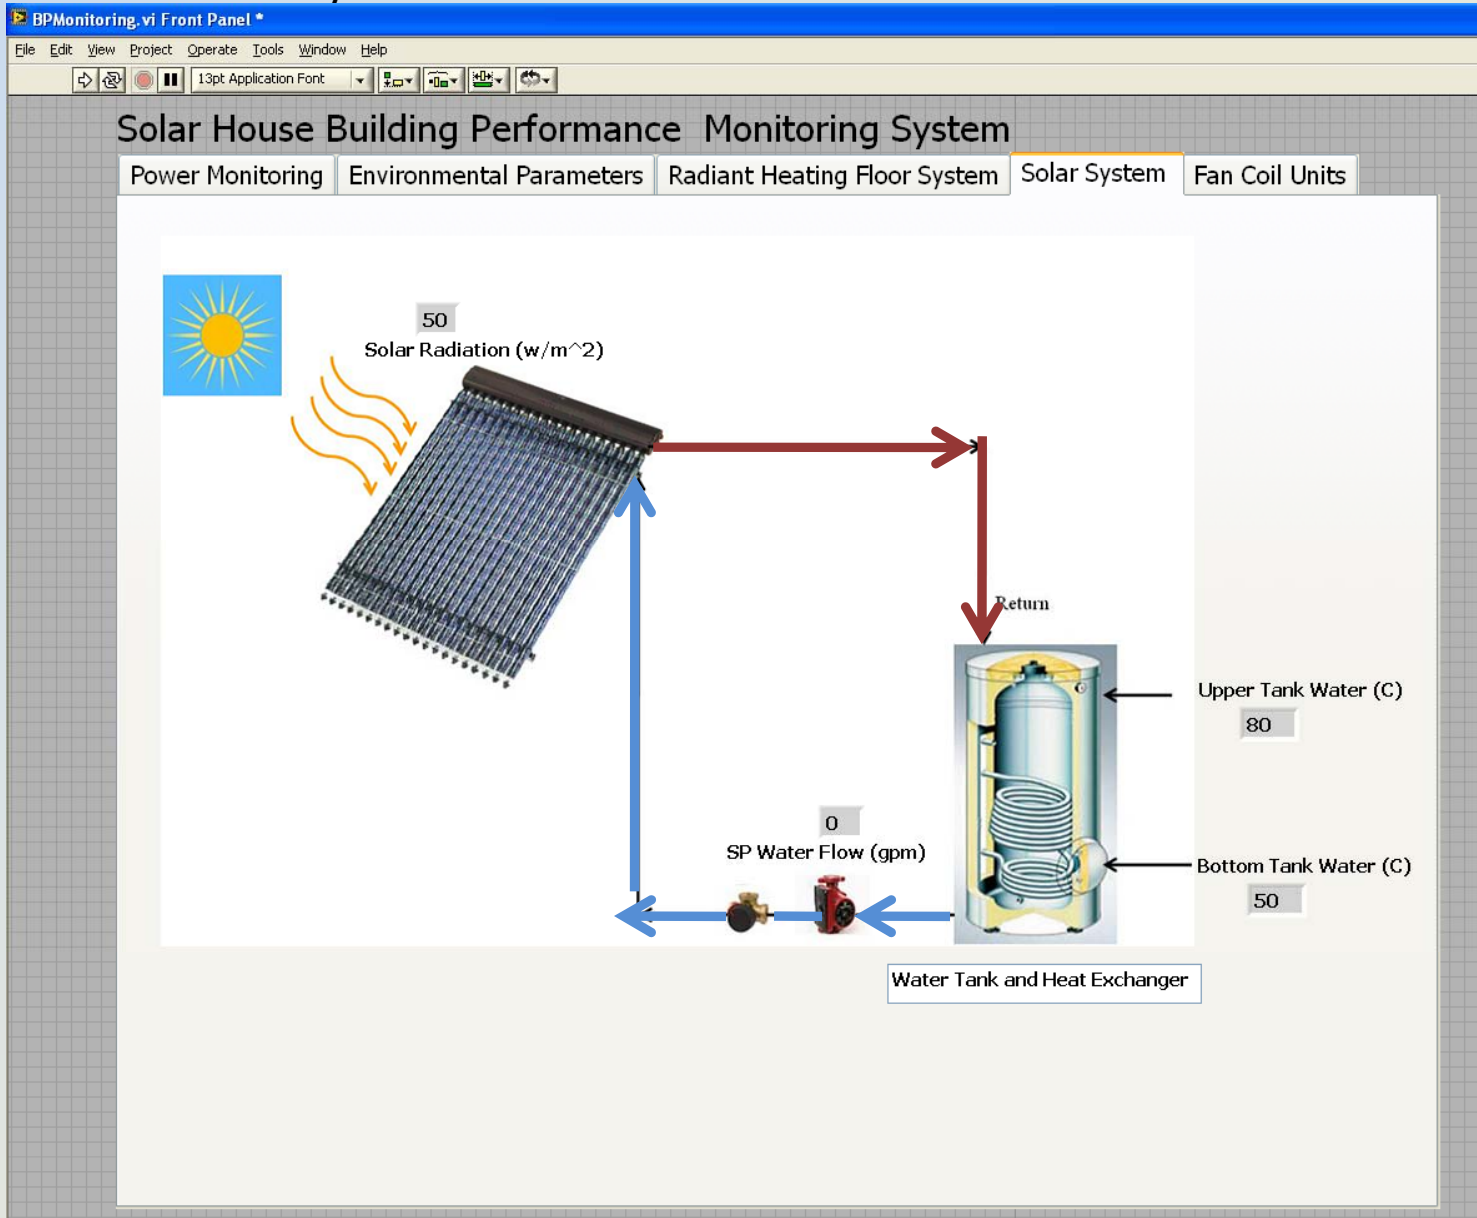 BPMonitoring.vi Front Panel *
File Edit View Project Operate Tools Window Help
13pt Application Font
Solar House Building Performance Monitoring System
Power Monitoring Environmental Parameters Radiant Heating Floor System Solar System Fan Coil Units
50
Solar Radiation (w/m^2)
Return
Upper Tank Water (C)
80
0
SP Water Flow (gpm)
Bottom Tank Water (C)
50
Water Tank and Heat Exchanger